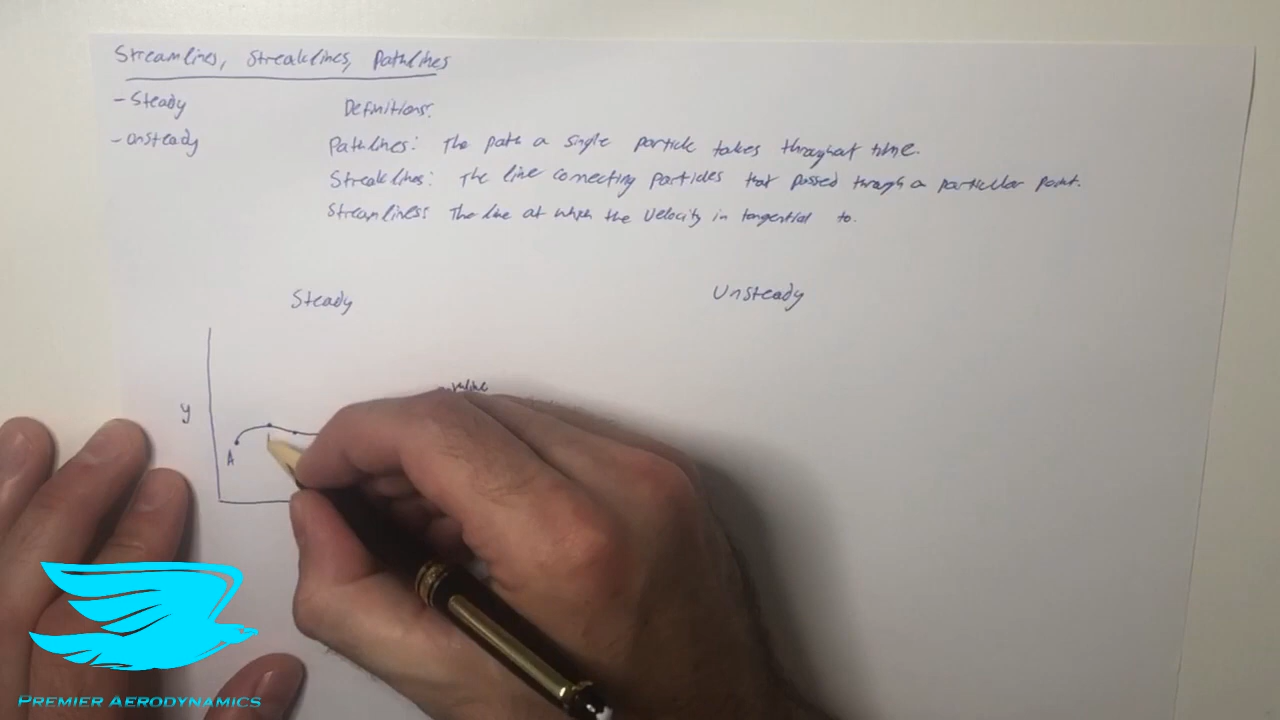 Streamlines, Streaklines, Pathlines
- Steady
- Unsteady
Definitions:
Pathlines: The path a single particle takes throughout time.
Streaklines: The line connecting particles that passed through a particular point.
Streamlines: The line at which the velocity in tangential to.
Steady
Unsteady
y
A
PREMIER AERODYNAMICS